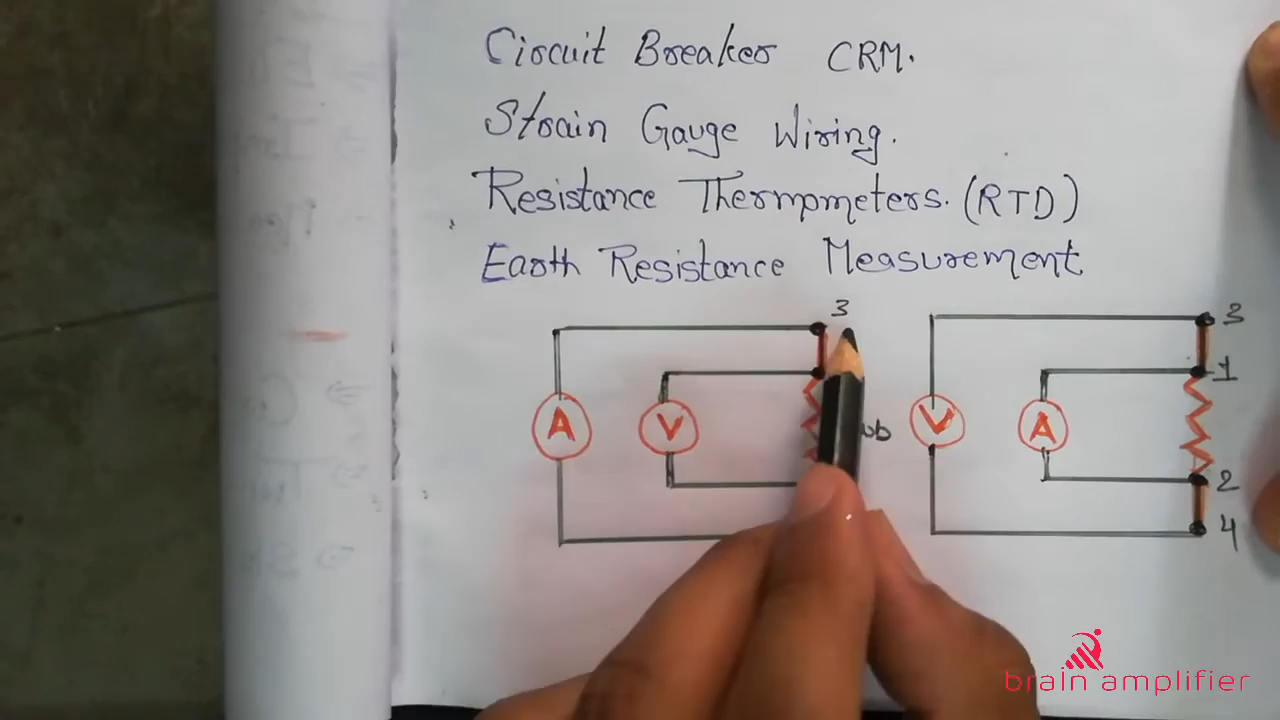 Circuit Breaker CRM.
Strain Gauge Wiring.
Resistance Thermometers. (RTD)
Earth Resistance Measurement
3
A
V
3
1
V
A
2
4
brain amplifier